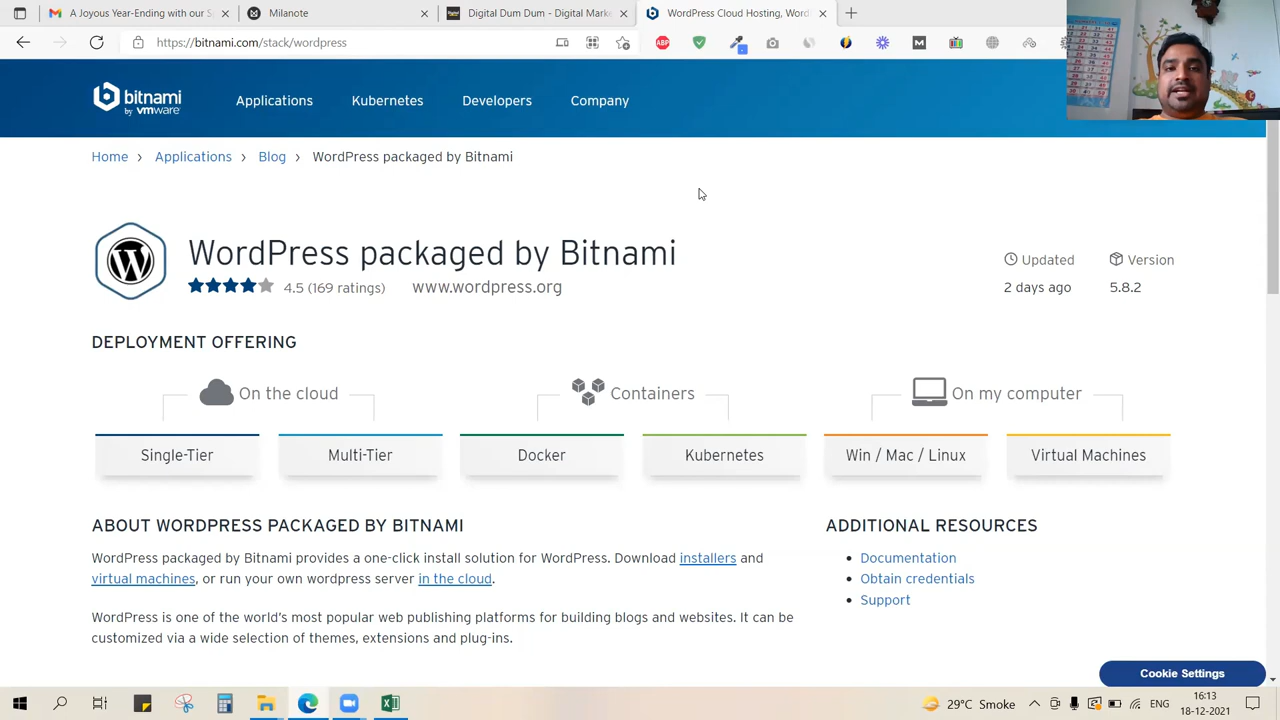 A Joyous Year-Ending with our S
Milanote
Digital Dum Dum - Digital Marke
WordPress Cloud Hosting, Word
https://bitnami.com/stack/wordpress
ABP
M
bitnami
by vmware
Applications
Kubernetes
Developers
Company
Home > Applications > Blog > WordPress packaged by Bitnami
WordPress packaged by Bitnami
4.5 (169 ratings)
www.wordpress.org
Updated
2 days ago
Version
5.8.2
DEPLOYMENT OFFERING
On the cloud
Containers
On my computer
Single-Tier
Multi-Tier
Docker
Kubernetes
Win / Mac / Linux
Virtual Machines
ABOUT WORDPRESS PACKAGED BY BITNAMI
WordPress packaged by Bitnami provides a one-click install solution for WordPress. Download installers and
virtual machines, or run your own wordpress server in the cloud.
WordPress is one of the world's most popular web publishing platforms for building blogs and websites. It can be
customized via a wide selection of themes, extensions and plug-ins.
ADDITIONAL RESOURCES
• Documentation
• Obtain credentials
• Support
Cookie Settings
29°C Smoke
ENG
16:13
18-12-2021